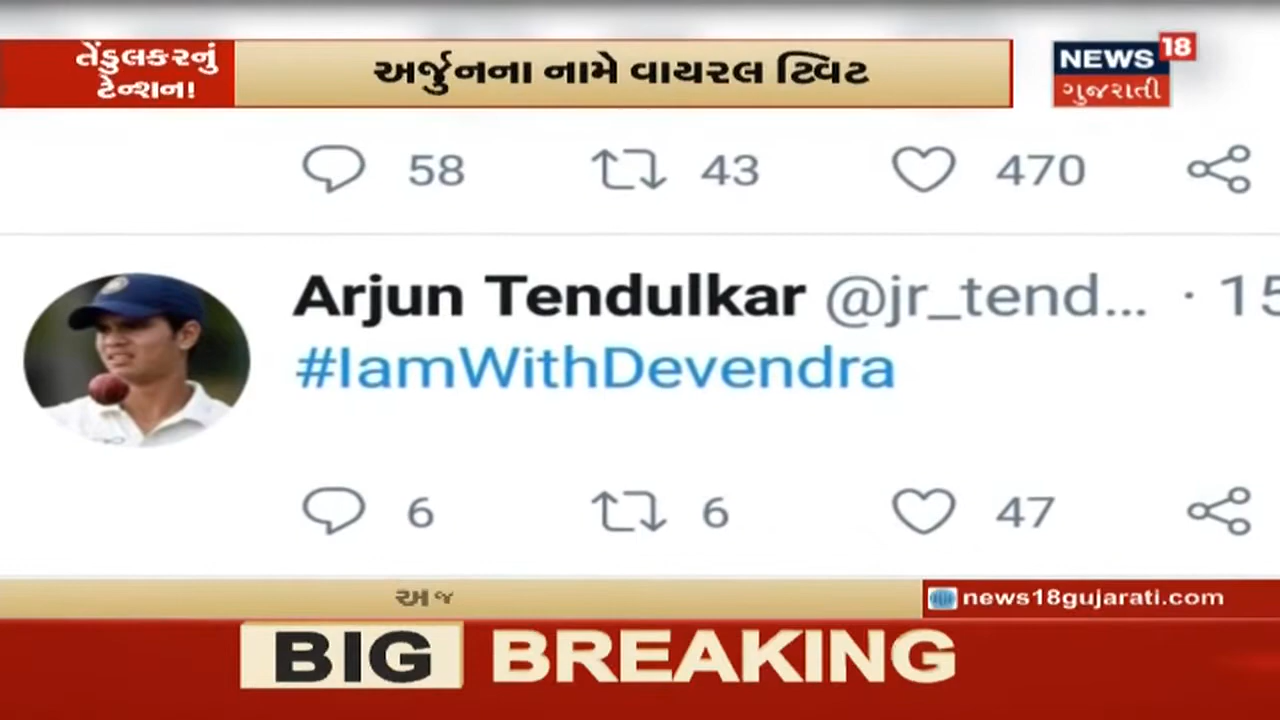 તેંડુલકરનું
ટેન્શન!
અર્જુનના નામે વાયરલ ટ્વિટ
NEWS 18
ગુજરાતી
58 43 470
Arjun Tendulkar @jr_tend... · 15
#IamWithDevendra
6 6 47
અજ
news18gujarati.com
BIG BREAKING